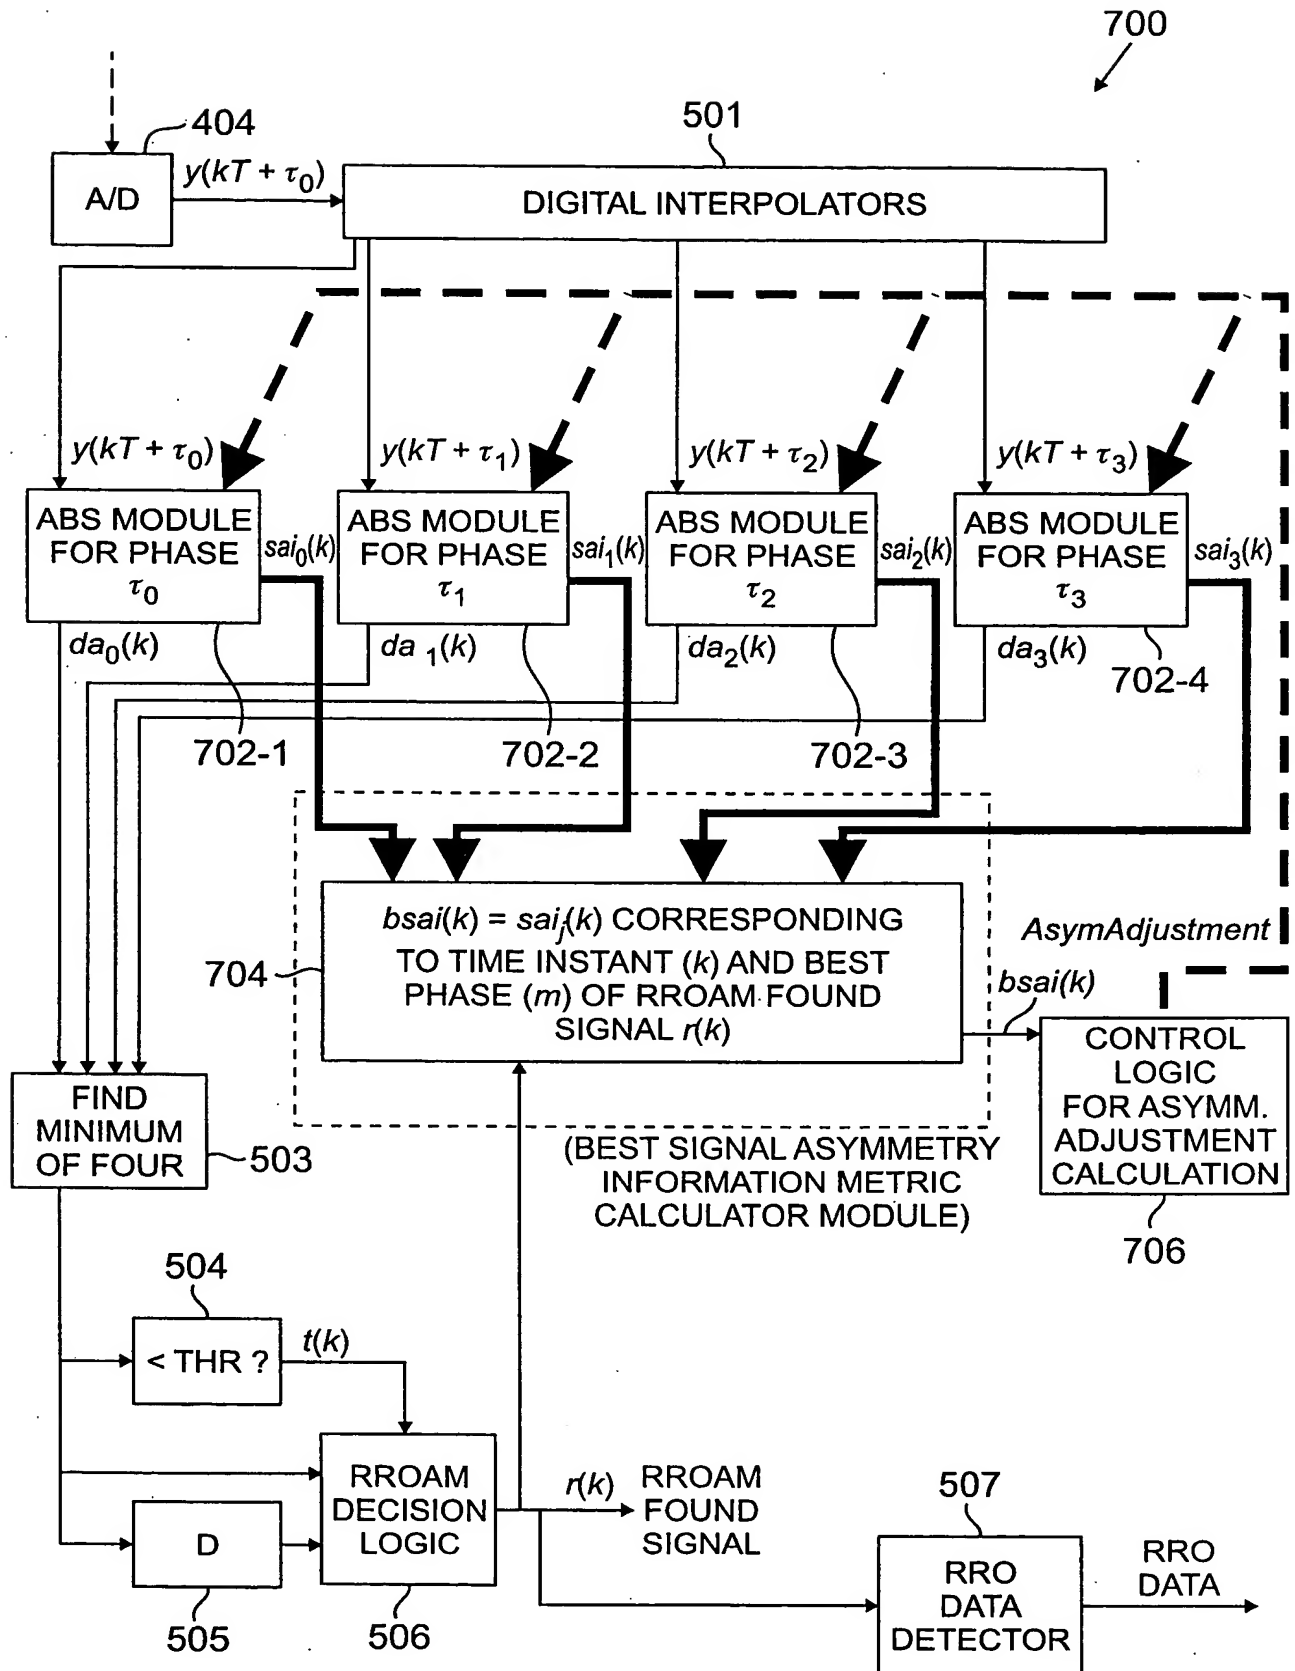 700
404
501
A/D
y(kT + τ0)
DIGITAL INTERPOLATORS
y(kT + τ0)
y(kT + τ1)
y(kT + τ2)
y(kT + τ3)
ABS MODULE
FOR PHASE
τ0
sai0(k)
ABS MODULE
FOR PHASE
τ1
sai1(k)
ABS MODULE
FOR PHASE
τ2
sai2(k)
ABS MODULE
FOR PHASE
τ3
sai3(k)
da0(k)
da 1(k)
da2(k)
da3(k)
702-1
702-2
702-3
702-4
704
bsai(k) = saij(k) CORRESPONDING
TO TIME INSTANT (k) AND BEST
PHASE (m) OF RROAM FOUND
SIGNAL r(k)
AsymAdjustment
bsai(k)
CONTROL
LOGIC
FOR ASYMM.
ADJUSTMENT
CALCULATION
706
FIND
MINIMUM
OF FOUR
503
(BEST SIGNAL ASYMMETRY
INFORMATION METRIC
CALCULATOR MODULE)
504
< THR ?
t(k)
RROAM
DECISION
LOGIC
506
D
505
r(k)
RROAM
FOUND
SIGNAL
507
RRO
DATA
DETECTOR
RRO
DATA